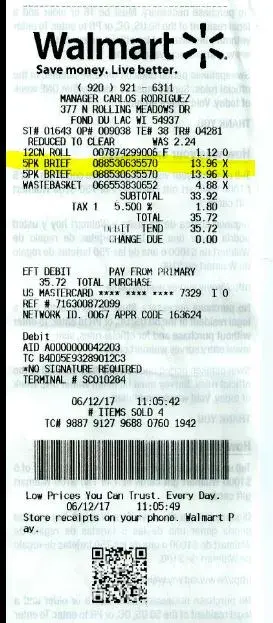 Walmart
Save money. Live better.
( 920 ) 921 - 6311
MANAGER CARLOS RODRIGUEZ
377 N ROLLING MEADOWS DR
FOND DU LAC WI 54937
ST# 01643 OP# 009038 TE# 38 TR# 04281
REDUCED TO CLEAR WAS 2.24
12CN ROLL 007874299006 F 1.12 O
5PK BRIEF 088530635570 13.96 X
5PK BRIEF 088530635570 13.96 X
WASTEBASKET 066553830652 4.88 X
SUBTOTAL 33.92
TAX 1 5.500 % 1.80
TOTAL 35.72
DEBIT TEND 35.72
CHANGE DUE 0.00
EFT DEBIT PAY FROM PRIMARY
35.72 TOTAL PURCHASE
US MASTERCARD **** **** **** 7329 I 0
REF # 716300872099
NETWORK ID. 0067 APPR CODE 163624
Debit
AID A0000000042203
TC B4D05E93289012C3
*NO SIGNATURE REQUIRED
TERMINAL # SC010284
06/12/17 11:05:42
# ITEMS SOLD 4
TC# 9887 9127 9688 0760 1942
Low Prices You Can Trust. Every Day.
06/12/17 11:05:49
Store receipts on your phone. Walmart P
ay.